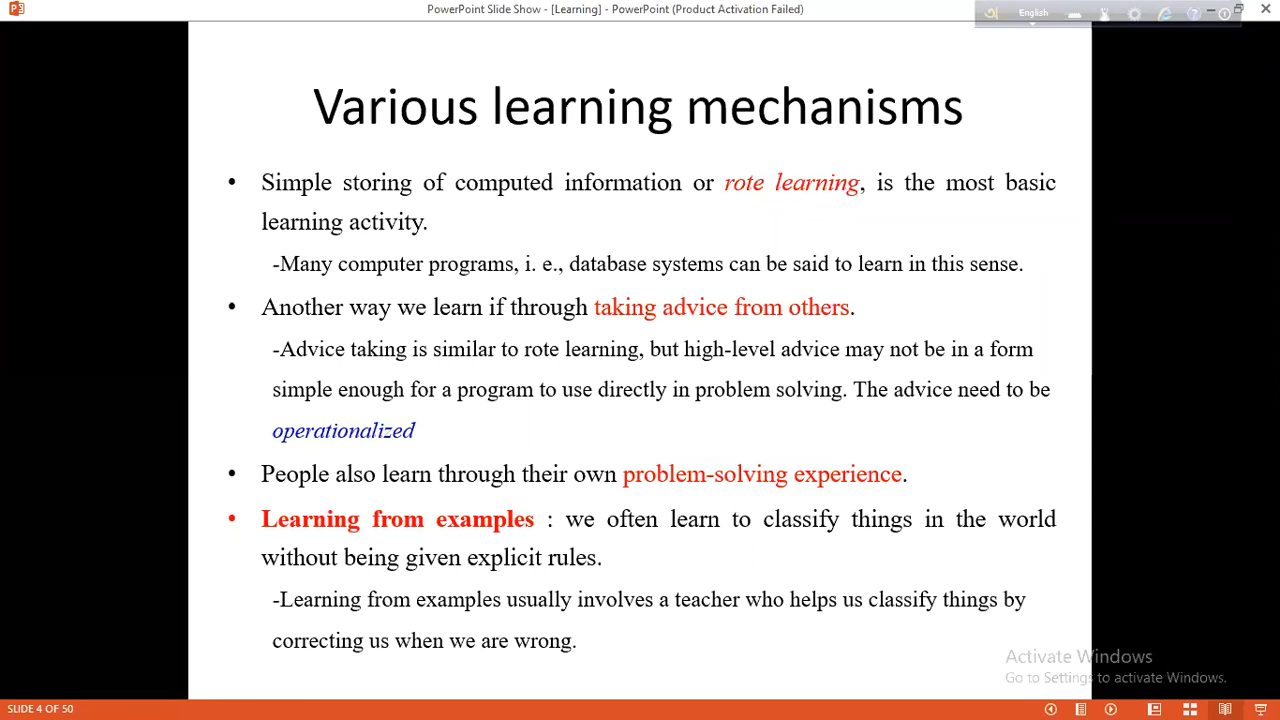 PowerPoint Slide Show - [Learning] - PowerPoint (Product Activation Failed)
English
Various learning mechanisms
• Simple storing of computed information or rote learning, is the most basic
learning activity.
-Many computer programs, i. e., database systems can be said to learn in this sense.
• Another way we learn if through taking advice from others.
-Advice taking is similar to rote learning, but high-level advice may not be in a form
simple enough for a program to use directly in problem solving. The advice need to be
operationalized
• People also learn through their own problem-solving experience.
• Learning from examples : we often learn to classify things in the world
without being given explicit rules.
-Learning from examples usually involves a teacher who helps us classify things by
correcting us when we are wrong.
Activate Windows
Go to Settings to activate Windows.
SLIDE 4 OF 50